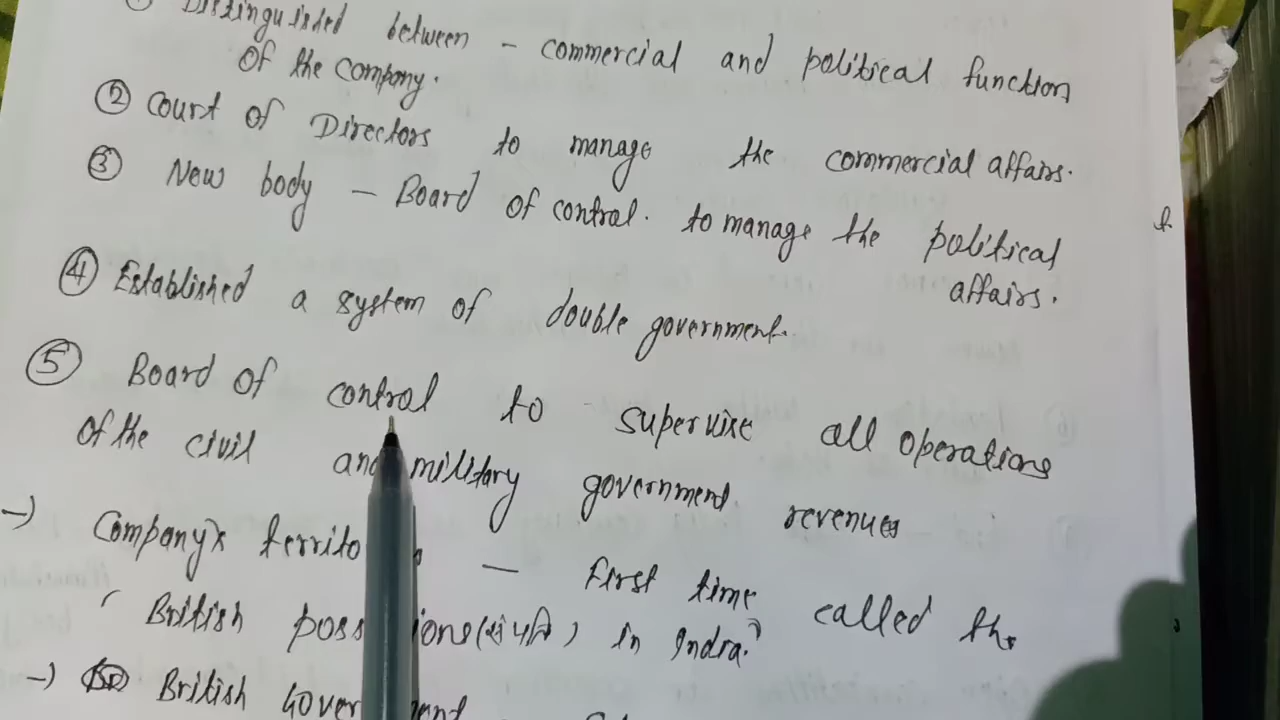 ① Distinguished between - commercial and political function
of the company.
② Court of Directors to manage the commercial affairs.
③ New body - Board of control. to manage the political
affairs.
④ Established a system of double government.
⑤ Board of control to supervise all operations
of the civil and military government revenues
→ Company's — First time called the
"British in India"
→ British